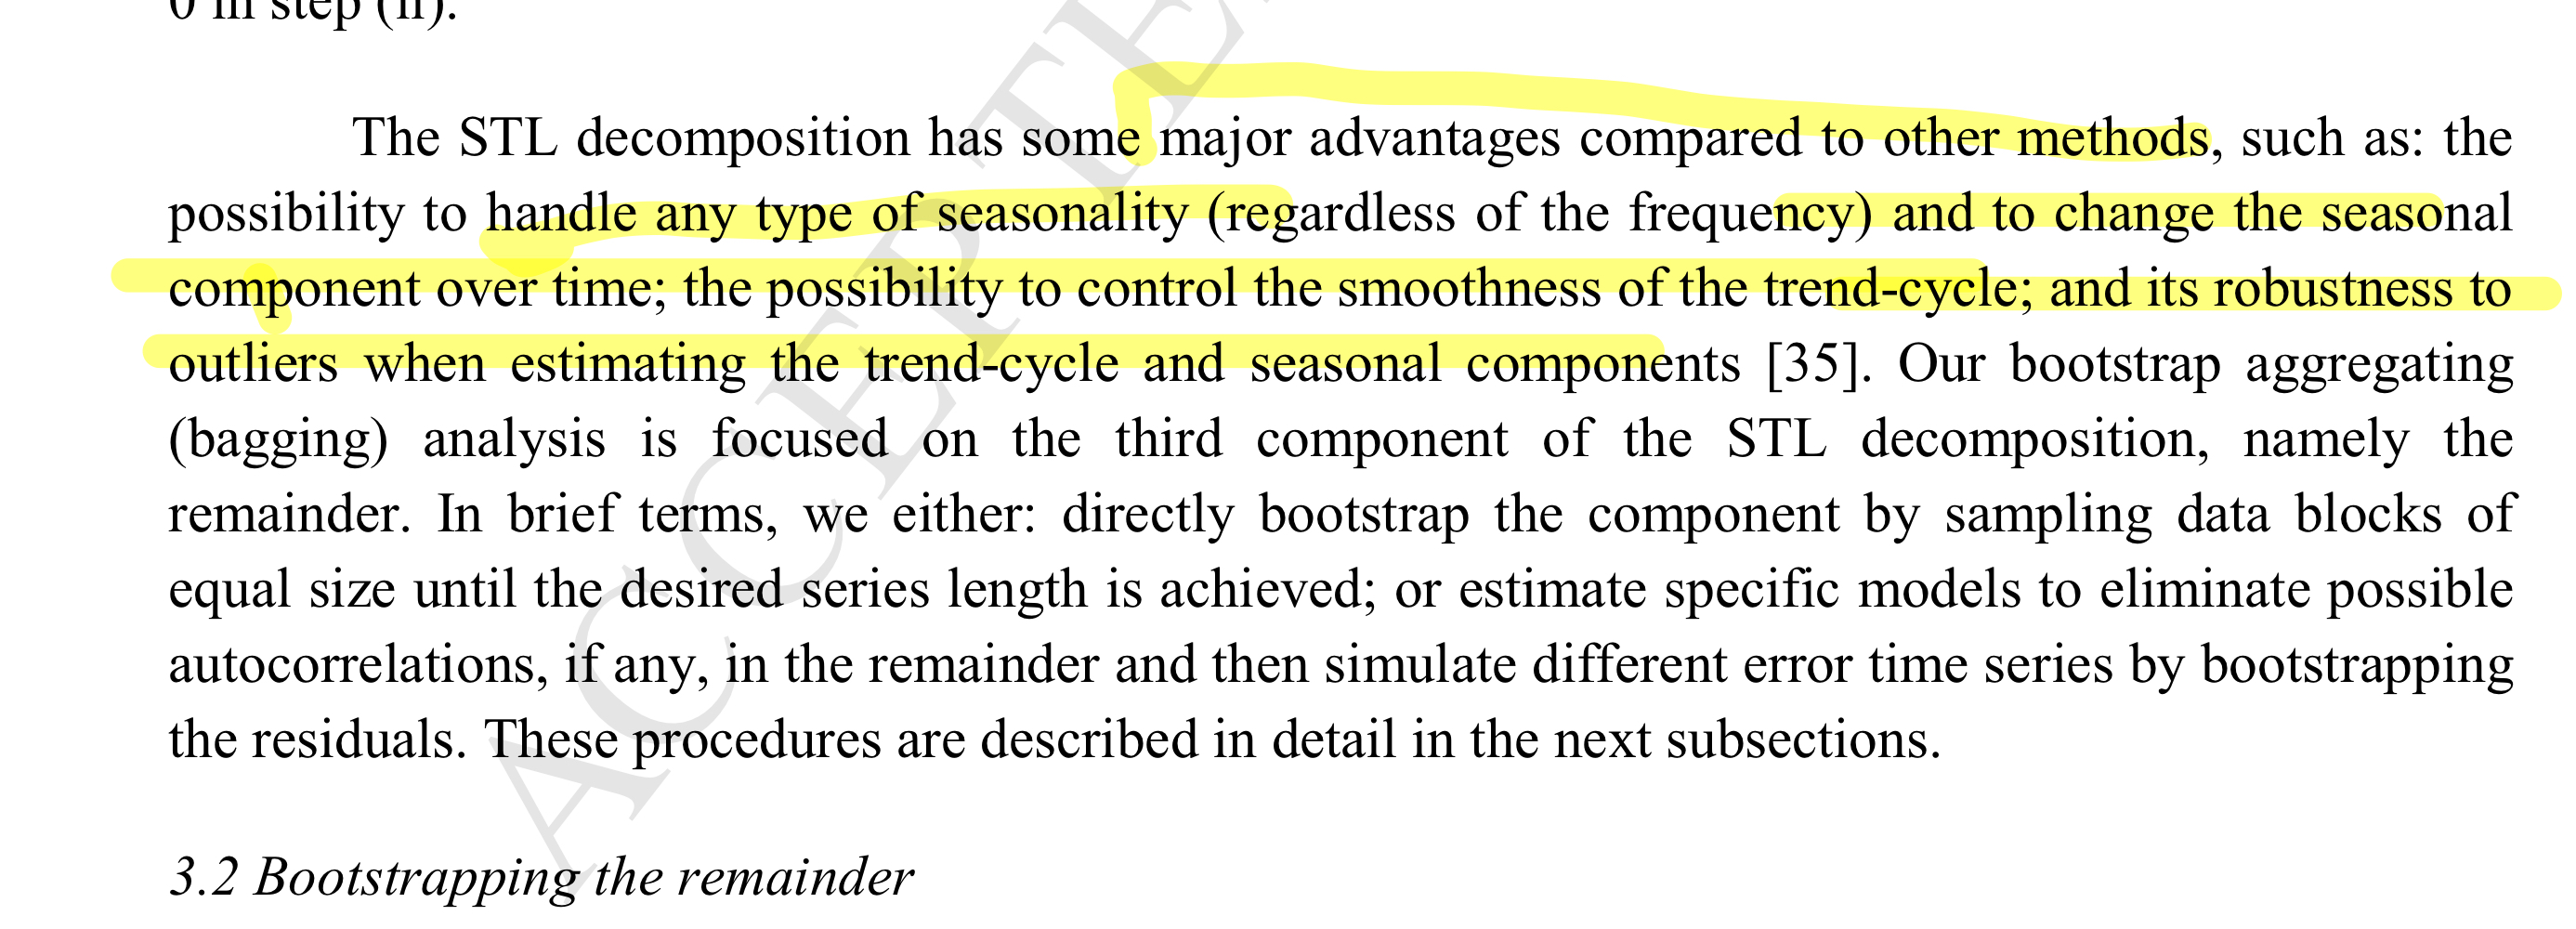 0 in step (ii).
The STL decomposition has some major advantages compared to other methods, such as: the
possibility to handle any type of seasonality (regardless of the frequency) and to change the seasonal
component over time; the possibility to control the smoothness of the trend-cycle; and its robustness to
outliers when estimating the trend-cycle and seasonal components [35]. Our bootstrap aggregating
(bagging) analysis is focused on the third component of the STL decomposition, namely the
remainder. In brief terms, we either: directly bootstrap the component by sampling data blocks of
equal size until the desired series length is achieved; or estimate specific models to eliminate possible
autocorrelations, if any, in the remainder and then simulate different error time series by bootstrapping
the residuals. These procedures are described in detail in the next subsections.
3.2 Bootstrapping the remainder
ACCEPTE